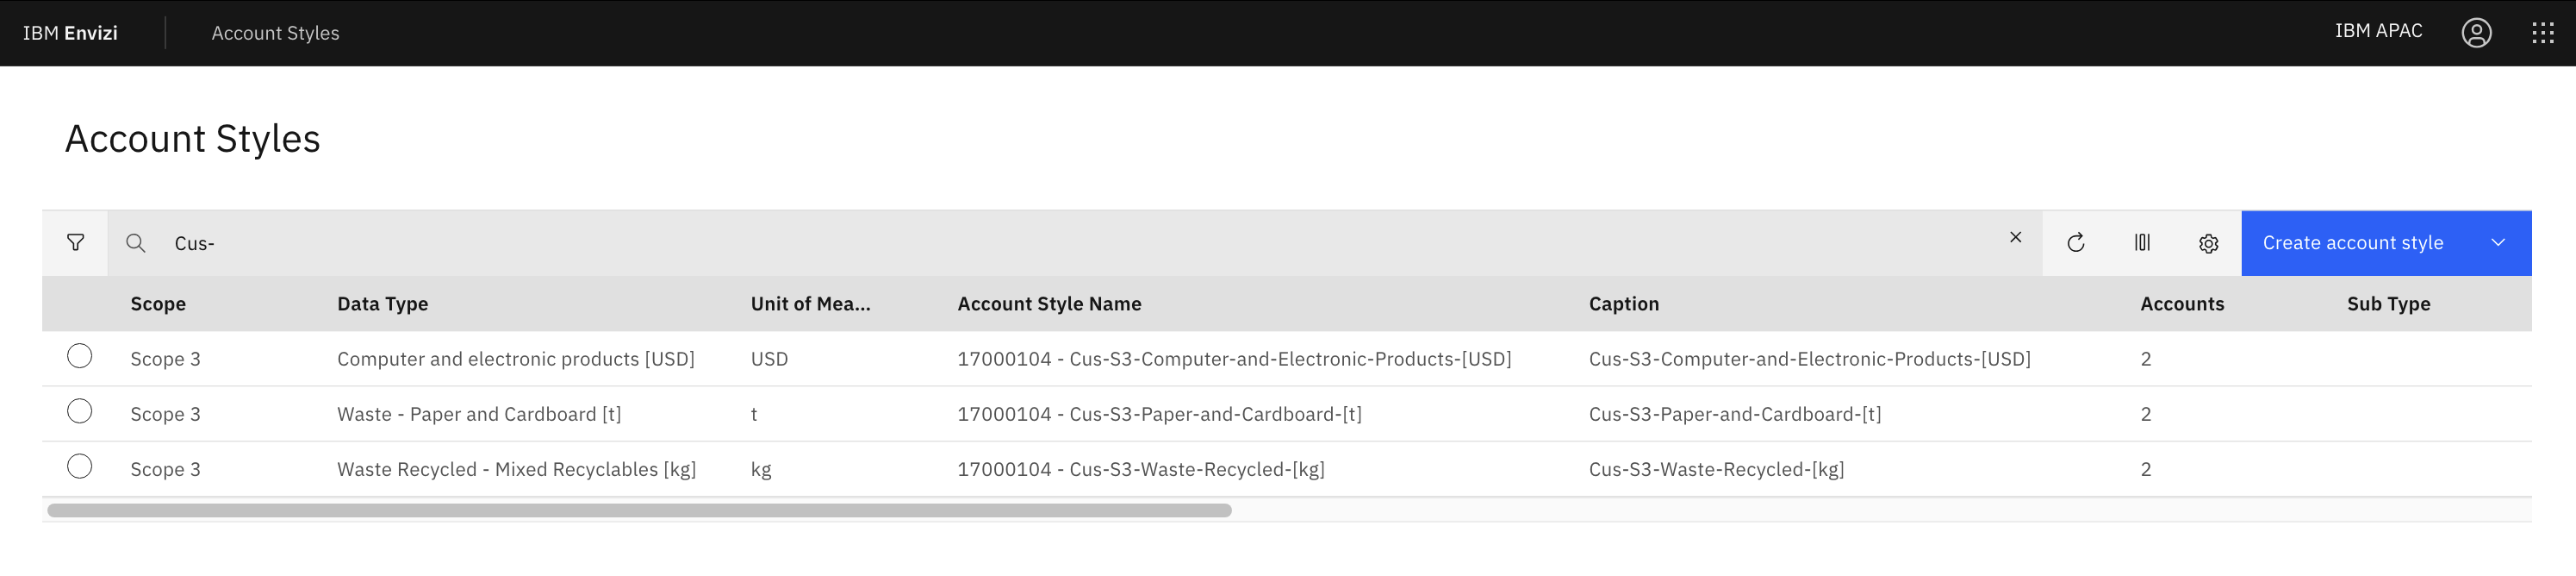 IBM Envizi Account Styles IBM APAC
Account Styles
Cus- Create account style
Scope Data Type Unit of Mea... Account Style Name Caption Accounts Sub Type
Scope 3 Computer and electronic products [USD] USD 17000104 - Cus-S3-Computer-and-Electronic-Products-[USD] Cus-S3-Computer-and-Electronic-Products-[USD] 2
Scope 3 Waste - Paper and Cardboard [t] t 17000104 - Cus-S3-Paper-and-Cardboard-[t] Cus-S3-Paper-and-Cardboard-[t] 2
Scope 3 Waste Recycled - Mixed Recyclables [kg] kg 17000104 - Cus-S3-Waste-Recycled-[kg] Cus-S3-Waste-Recycled-[kg] 2